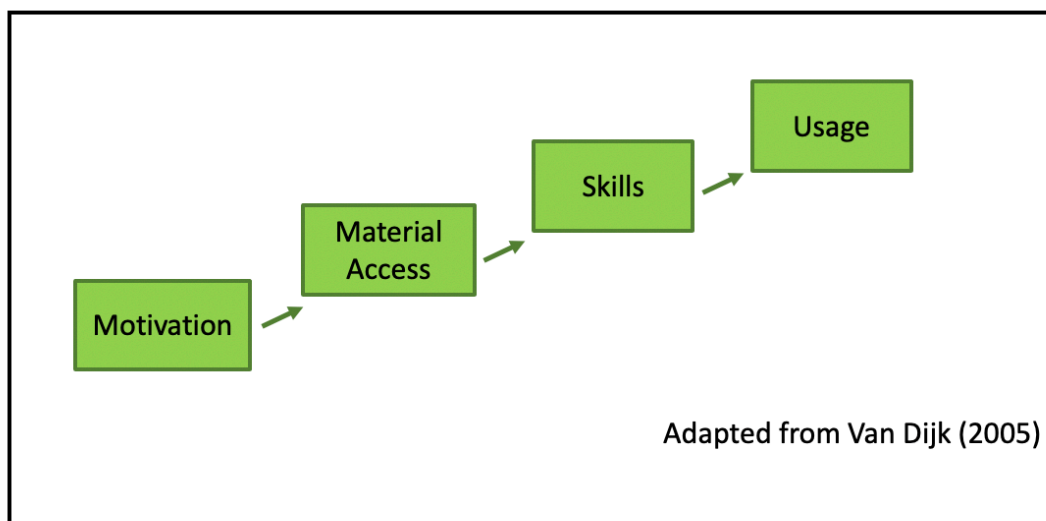 Usage
Skills
Material
Access
Motivation
Adapted from Van Dijk (2005)